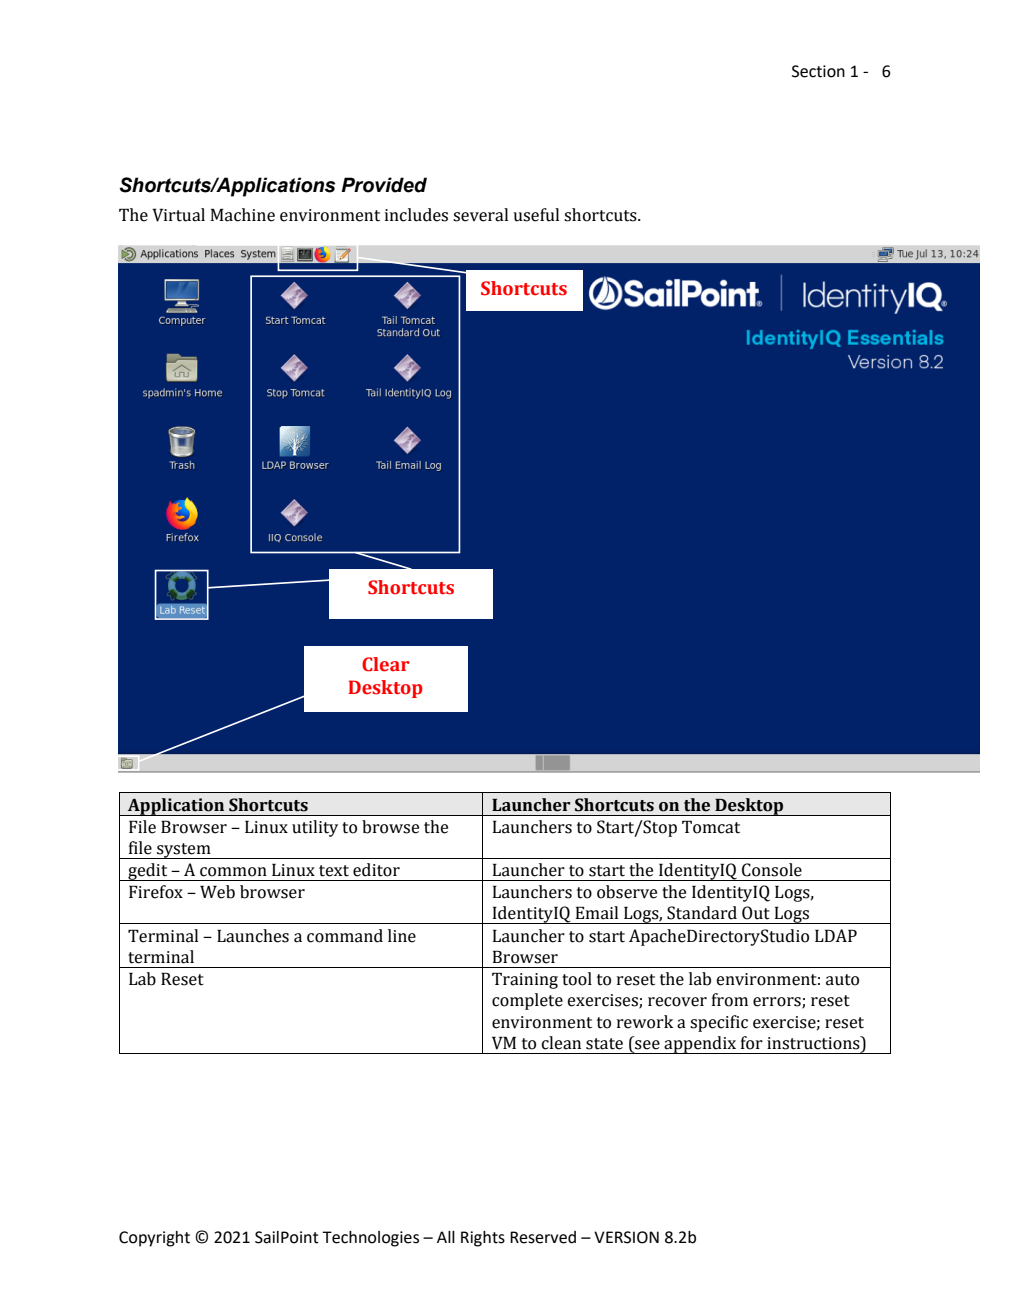 Section 1 - 6
Shortcuts/Applications Provided
The Virtual Machine environment includes several useful shortcuts.
Applications Places System
Tue Jul 13, 10:24
Shortcuts
SailPoint. IdentityIQ.
IdentityIQ Essentials
Version 8.2
Computer
Start Tomcat
Tail Tomcat
Standard Out
spadmin's Home
Stop Tomcat
Tail IdentityIQ Log
Trash
LDAP Browser
Tail Email Log
Firefox
IIQ Console
Shortcuts
Lab Reset
Clear
Desktop
Application Shortcuts
Launcher Shortcuts on the Desktop
File Browser – Linux utility to browse the
file system
Launchers to Start/Stop Tomcat
gedit – A common Linux text editor
Launcher to start the IdentityIQ Console
Firefox – Web browser
Launchers to observe the IdentityIQ Logs,
IdentityIQ Email Logs, Standard Out Logs
Terminal – Launches a command line
terminal
Launcher to start ApacheDirectoryStudio LDAP
Browser
Lab Reset
Training tool to reset the lab environment: auto
complete exercises; recover from errors; reset
environment to rework a specific exercise; reset
VM to clean state (see appendix for instructions)
Copyright © 2021 SailPoint Technologies – All Rights Reserved – VERSION 8.2b